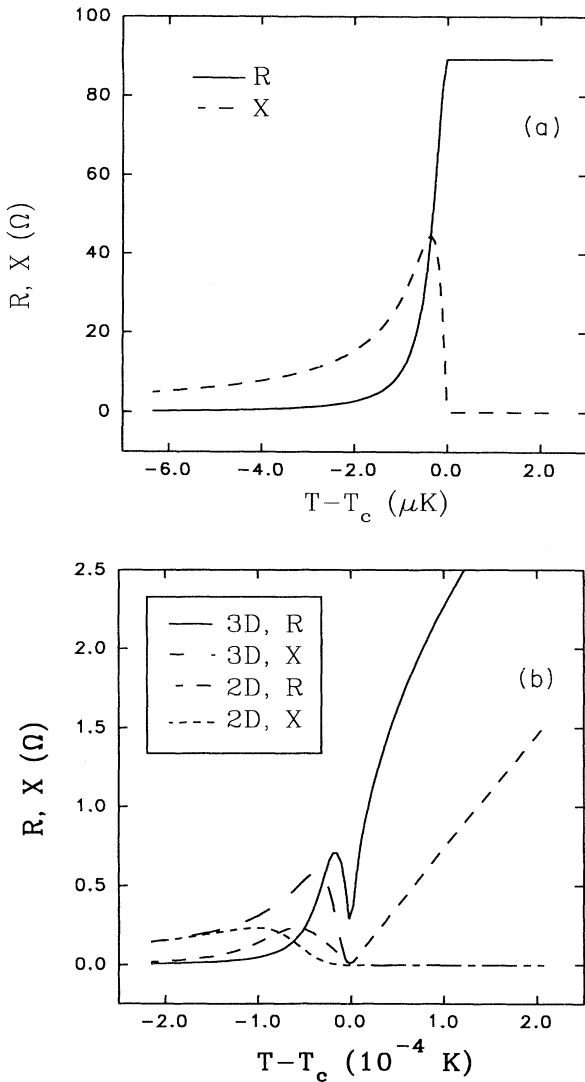 100
80
60
40
20
0
R, X (Ω)
R
X
(a)
−6.0 −4.0 −2.0 0.0 2.0
T−T_c (μK)
2.5
2.0
1.5
1.0
0.5
0.0
R, X (Ω)
3D, R
3D, X
2D, R
2D, X
(b)
−2.0 −1.0 0.0 1.0 2.0
T−T_c (10^−4 K)